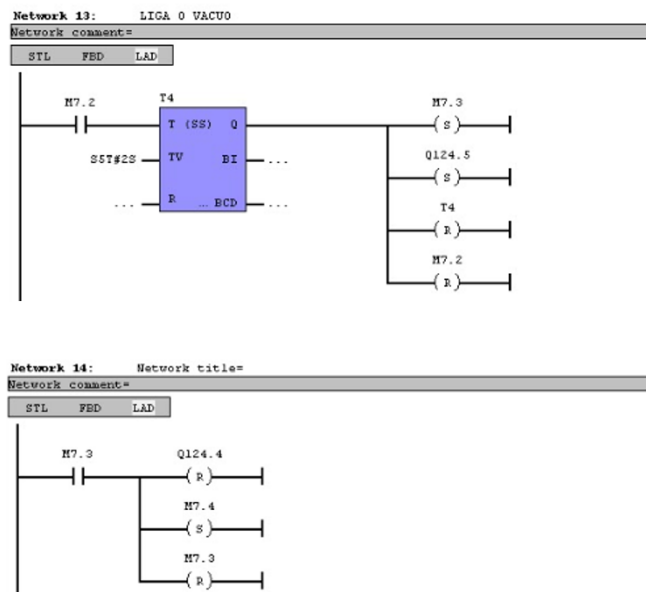 Network 13: LIGA O VACUO
Network comment=
STL FBD LAD
M7.2 T4 M7.3
T (SS) Q ( S )
Q124.5
S5T#2S TV BI ... ( S )
T4
... R ... BCD ... ( R )
M7.2
( R )
Network 14: Network title=
Network comment=
STL FBD LAD
M7.3 Q124.4
( R )
M7.4
( S )
M7.3
( R )